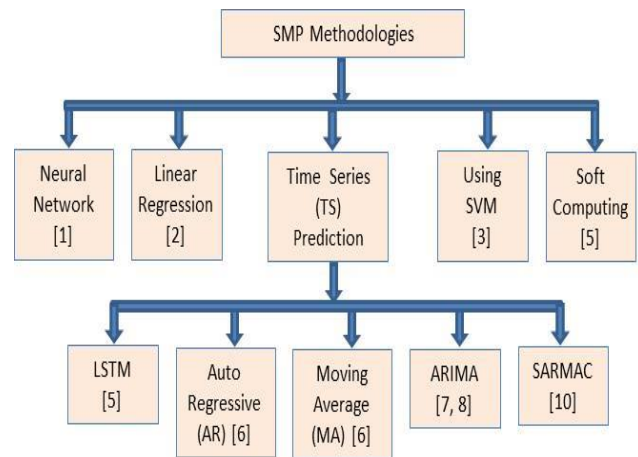 SMP Methodologies
Neural
Network
[1]
Linear
Regression
[2]
Time Series
(TS)
Prediction
Using
SVM
[3]
Soft
Computing
[5]
LSTM
[5]
Auto
Regressive
(AR) [6]
Moving
Average
(MA) [6]
ARIMA
[7, 8]
SARMAC
[10]